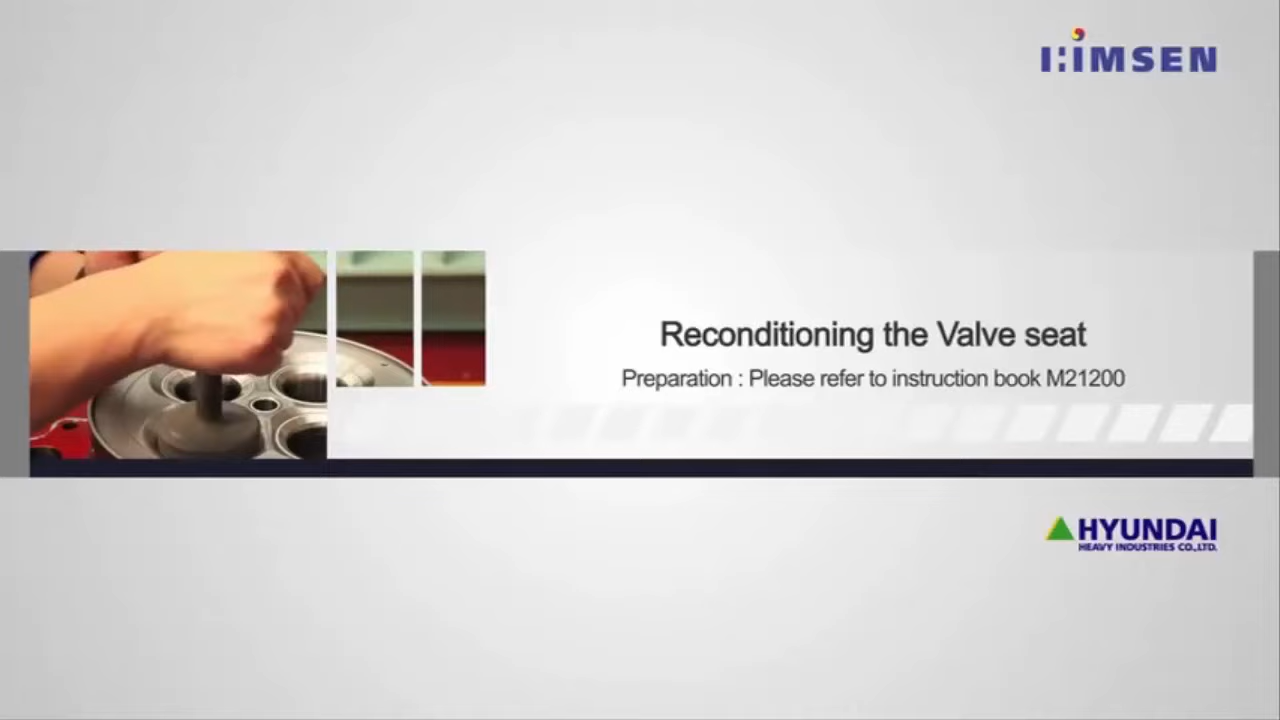 HiMSEN
Reconditioning the Valve seat
Preparation : Please refer to instruction book M21200
HYUNDAI
HEAVY INDUSTRIES CO.,LTD.